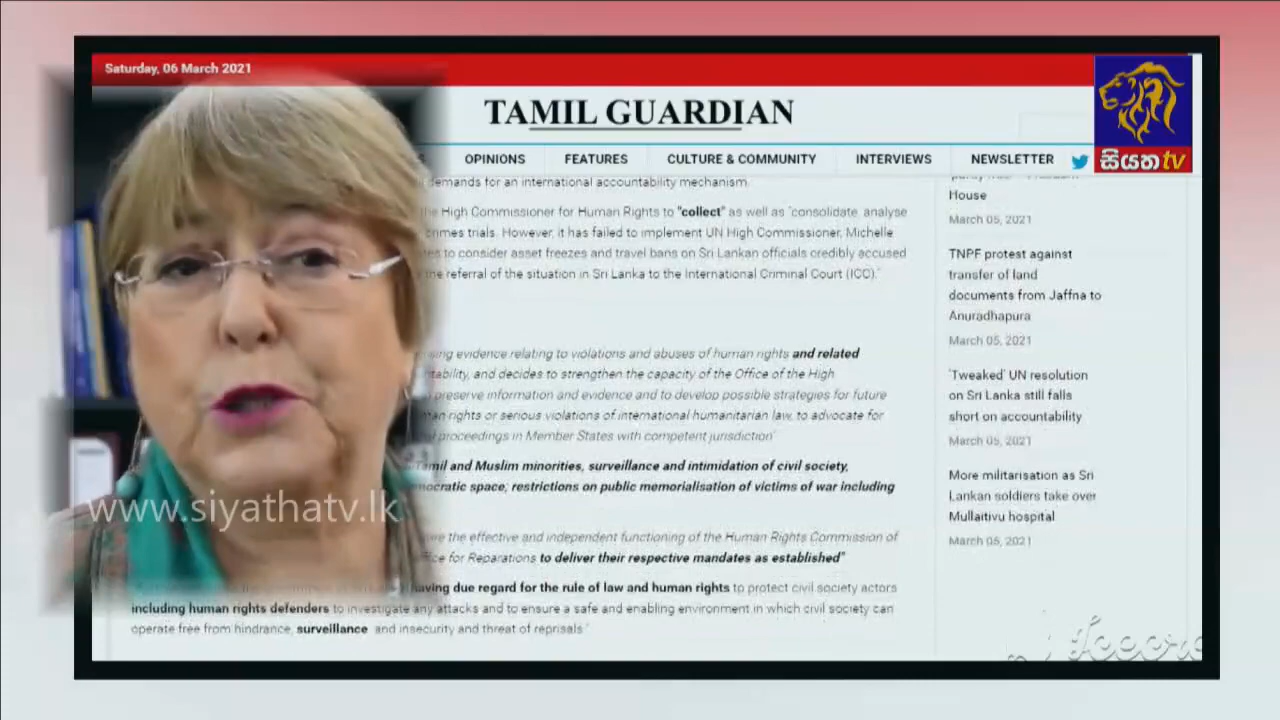 Saturday, 06 March 2021
TAMIL GUARDIAN
OPINIONS FEATURES CULTURE & COMMUNITY INTERVIEWS NEWSLETTER
සියත tv
demands for an international accountability mechanism.
he High Commissioner for Human Rights to "collect" as well as "consolidate, analyse
crimes trials. However, it has failed to implement UN High Commissioner, Michelle
to consider asset freezes and travel bans on Sri Lankan officials credibly accused
the referral of the situation in Sri Lanka to the International Criminal Court (ICC)."
evidence relating to violations and abuses of human rights and related
and decides to strengthen the capacity of the Office of the High
preserve information and evidence and to develop possible strategies for future
rights or serious violations of international humanitarian law, to advocate for
proceedings in Member States with competent jurisdiction"
Tamil and Muslim minorities, surveillance and intimidation of civil society,
space; restrictions on public memorialisation of victims of war including
the effective and independent functioning of the Human Rights Commission of
for Reparations to deliver their respective mandates as established"
having due regard for the rule of law and human rights to protect civil society actors
including human rights defenders to investigate any attacks and to ensure a safe and enabling environment in which civil society can
operate free from hindrance, surveillance and insecurity and threat of reprisals."
House
March 05, 2021
TNPF protest against
transfer of land
documents from Jaffna to
Anuradhapura
March 05, 2021
'Tweaked' UN resolution
on Sri Lanka still falls
short on accountability
March 05, 2021
More militarisation as Sri
Lankan soldiers take over
Mullaitivu hospital
March 05, 2021
www.siyathatv.lk